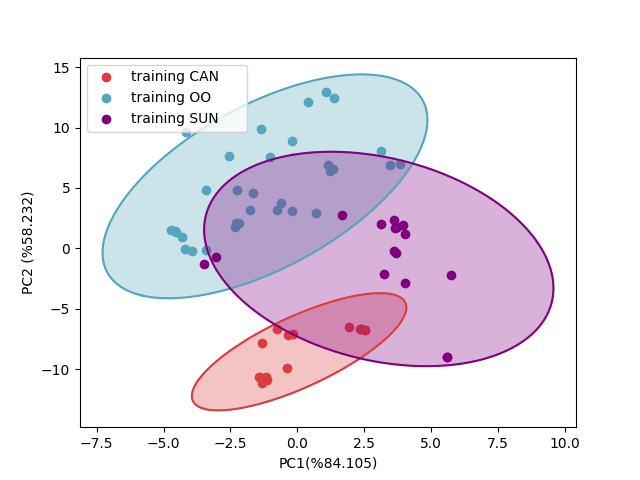 training CAN
training OO
training SUN
15
10
5
0
−5
−10
PC2 (%58.232)
−7.5 −5.0 −2.5 0.0 2.5 5.0 7.5 10.0
PC1(%84.105)